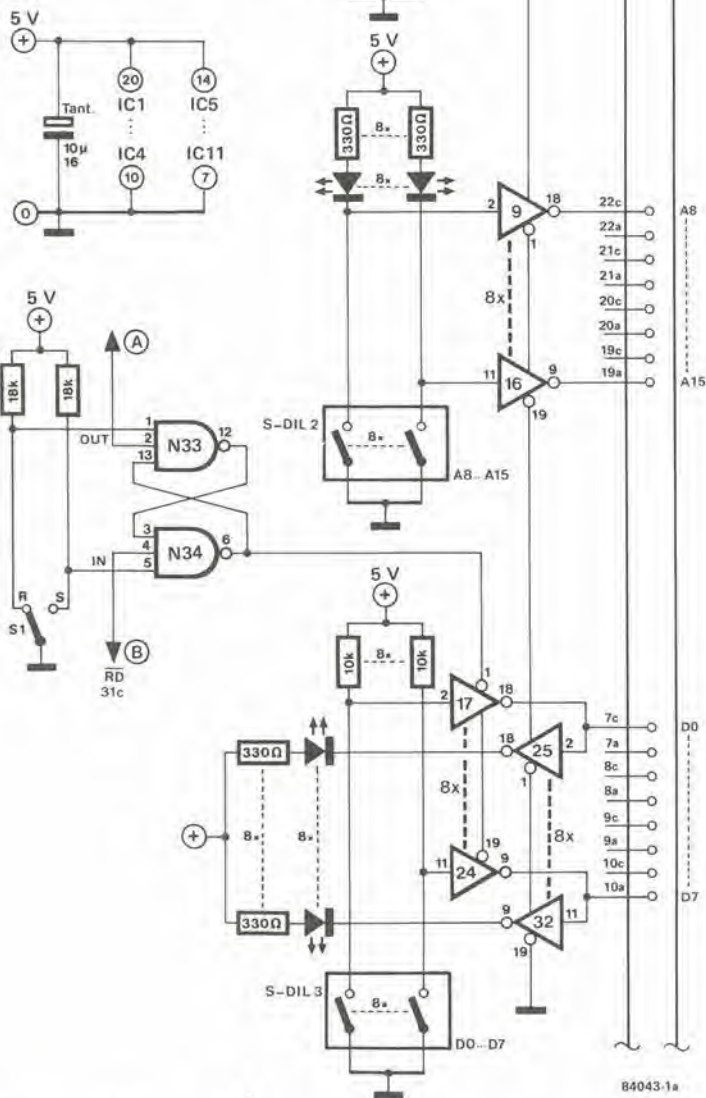 5 V
+
Tant.
10µ
16
0
20
IC1
IC4
10
14
IC5
IC11
7
5 V
+
330Ω
8x
330Ω
8x
2
9
18
1
8x
11
16
9
19
S-DIL 2
8x
A8...A15
22c
A8
22a
21c
21a
20c
20a
19c
19a
A15
5 V
+
18k
18k
A
OUT
1
2
13
N33
12
3
4
5
N34
6
IN
R
S
S1
B
RD
31c
5 V
+
10k
8x
10k
2
17
1
18
18
25
2
1
8x
8x
11
24
19
9
9
32
11
19
330Ω
+
8x
8x
330Ω
7c
D0
7a
8c
8a
9c
9a
10c
10a
D7
S-DIL 3
8x
D0...D7
84043-1a